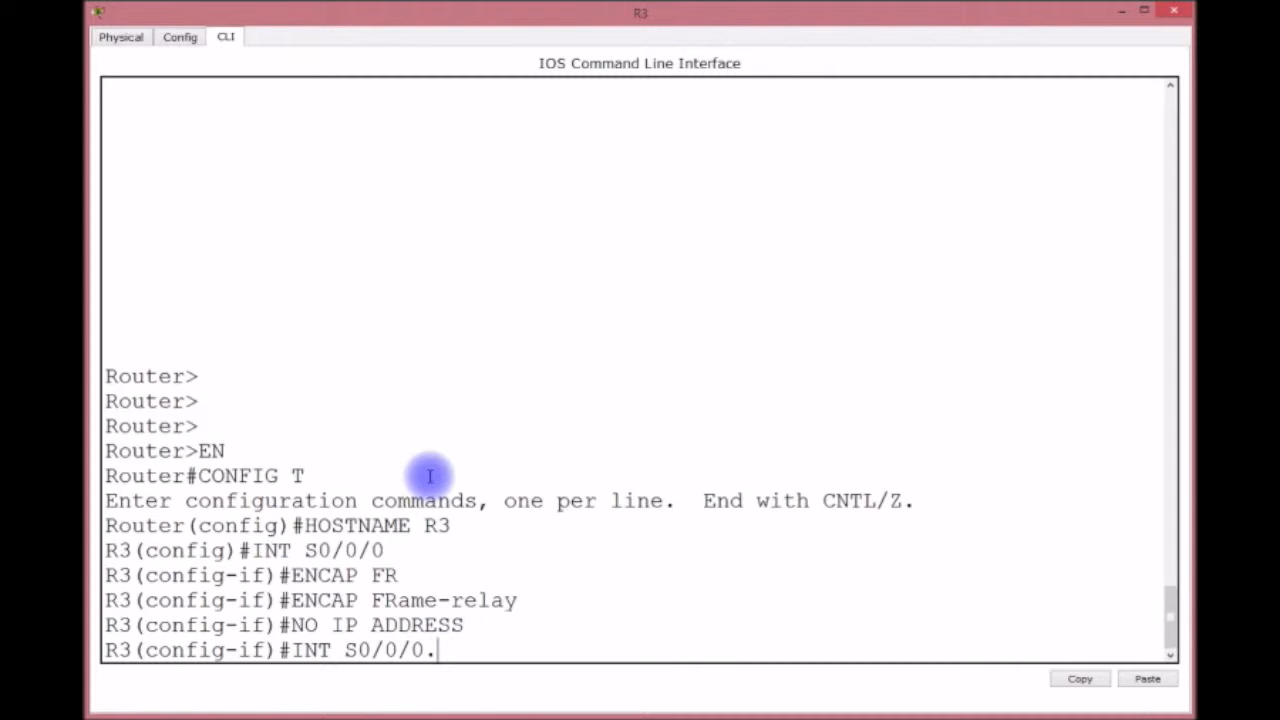 R3
Physical Config CLI
IOS Command Line Interface
Router>
Router>
Router>
Router>EN
Router#CONFIG T
Enter configuration commands, one per line.  End with CNTL/Z.
Router(config)#HOSTNAME R3
R3(config)#INT S0/0/0
R3(config-if)#ENCAP FR
R3(config-if)#ENCAP FRame-relay
R3(config-if)#NO IP ADDRESS
R3(config-if)#INT S0/0/0.
Copy Paste